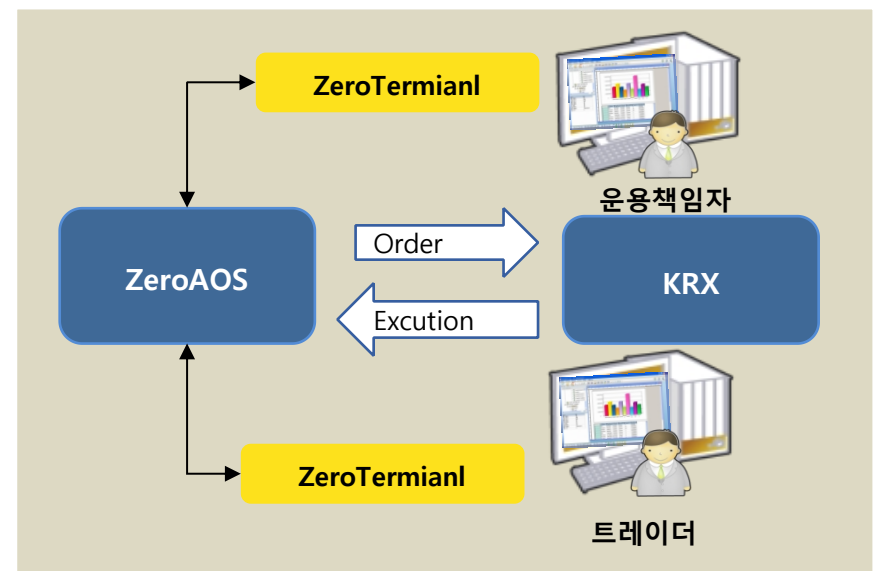 ZeroTermianl
운용책임자
Order
ZeroAOS
KRX
Excution
ZeroTermianl
트레이더